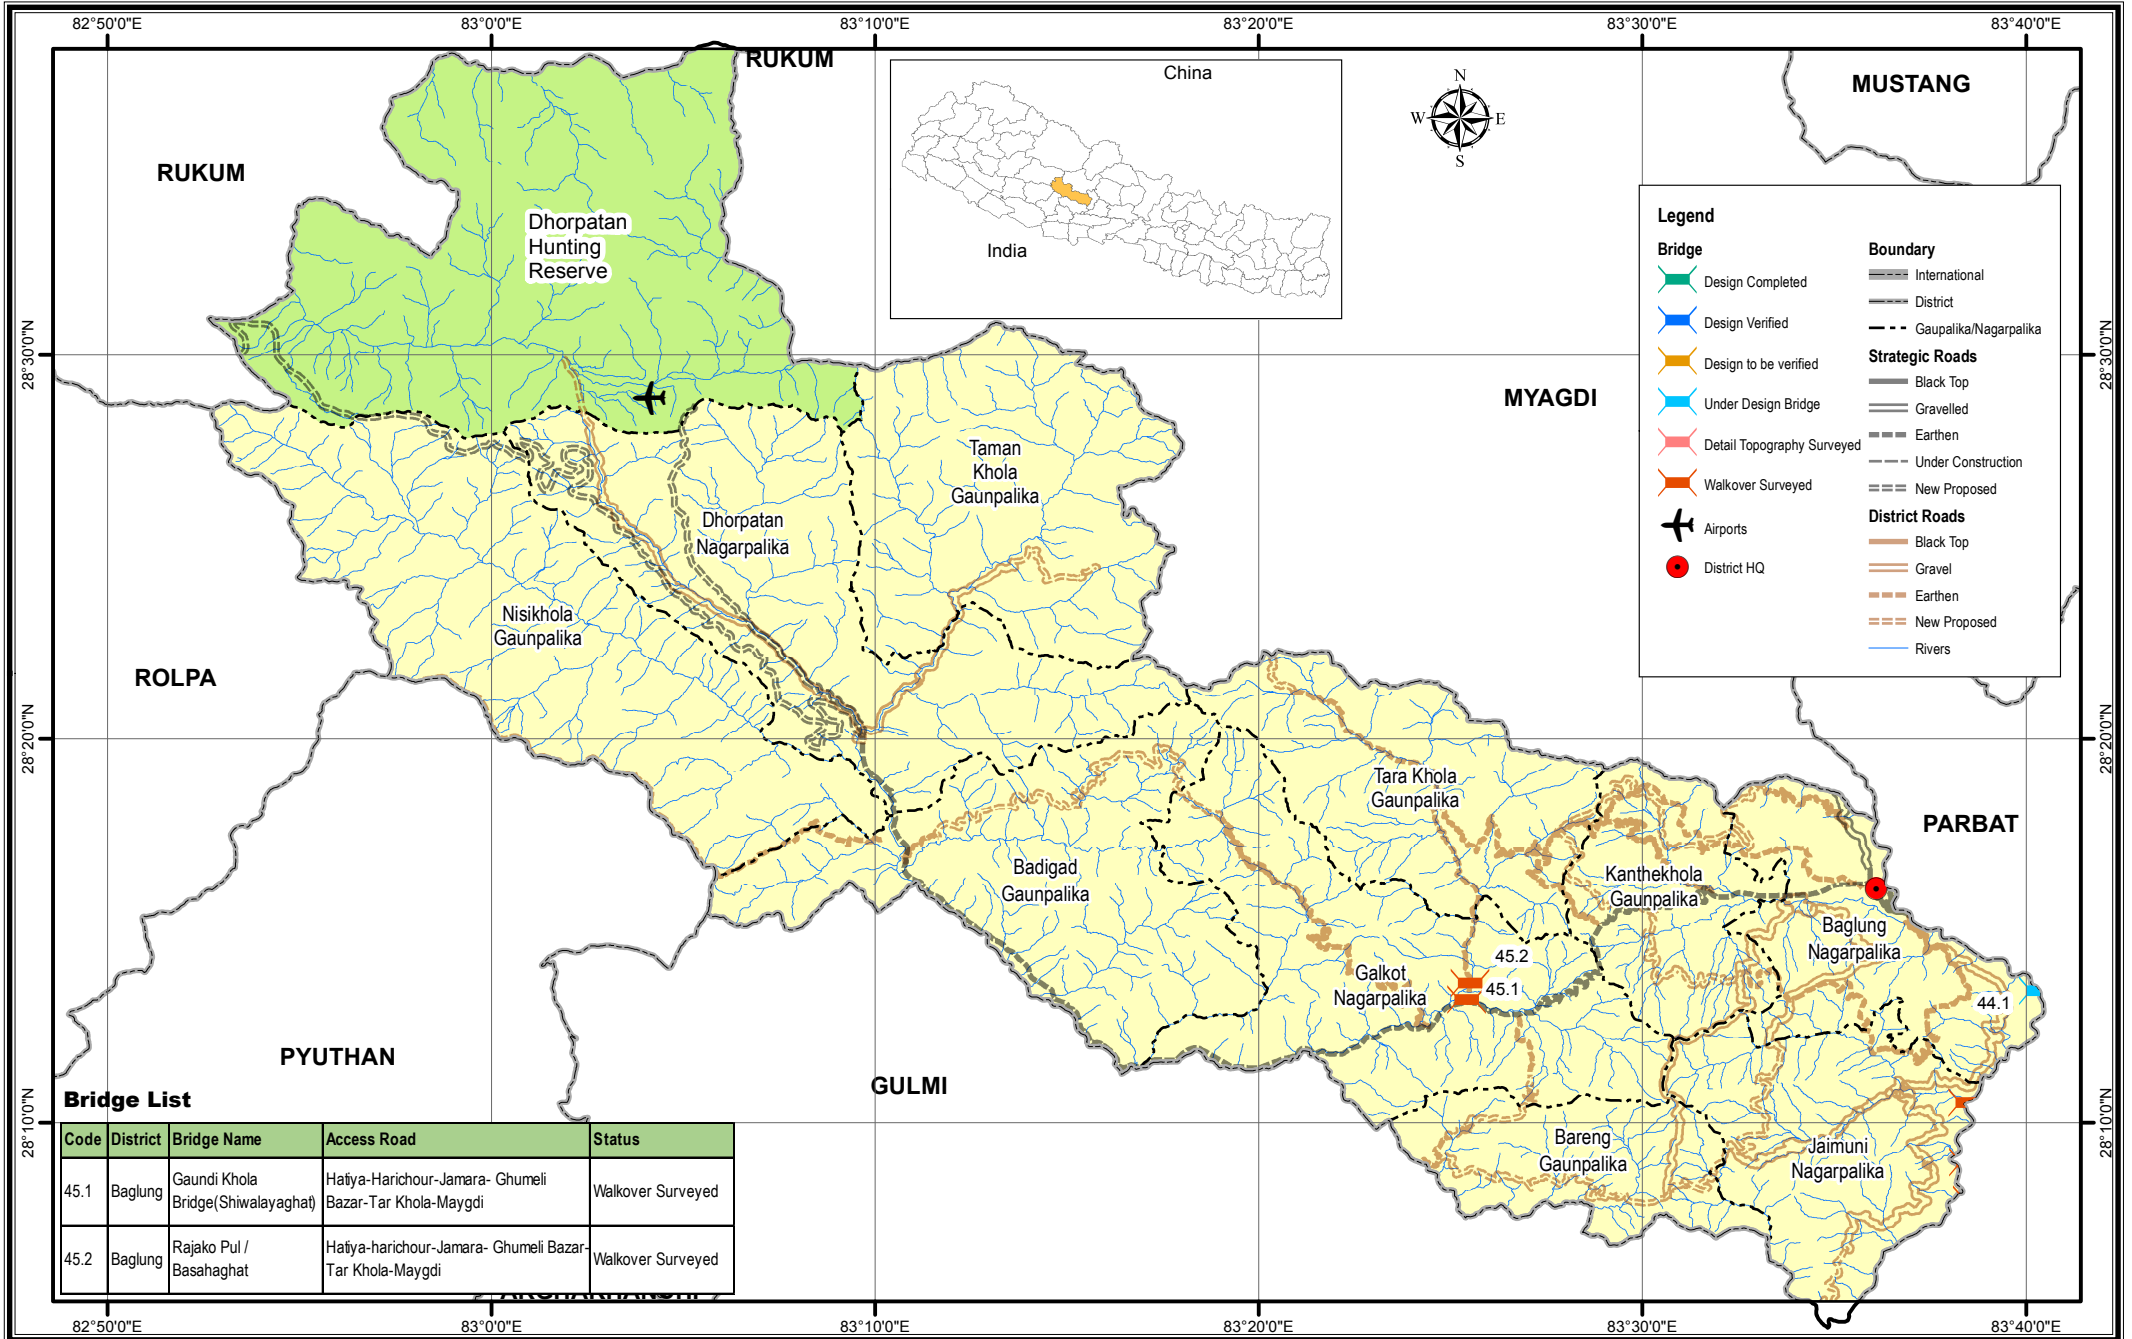 82°50'0"E
83°0'0"E
83°10'0"E
83°20'0"E
83°30'0"E
83°40'0"E
RUKUM
China
India
N
W
E
S
MUSTANG
RUKUM
Dhorpatan
Hunting
Reserve
Legend
Bridge
Design Completed
Design Verified
Design to be verified
Under Design Bridge
Detail Topography Surveyed
Walkover Surveyed
Airports
District HQ
Boundary
International
District
Gaupalika/Nagarpalika
Strategic Roads
Black Top
Gravelled
Earthen
Under Construction
New Proposed
District Roads
Black Top
Gravel
Earthen
New Proposed
Rivers
28°30'0"N
28°30'0"N
MYAGDI
Taman
Khola
Gaunpalika
Dhorpatan
Nagarpalika
Nisikhola
Gaunpalika
ROLPA
28°20'0"N
28°20'0"N
Tara Khola
Gaunpalika
PARBAT
Badigad
Gaunpalika
Kanthekhola
Gaunpalika
Baglung
Nagarpalika
45.2
Galkot
Nagarpalika
45.1
44.1
PYUTHAN
GULMI
28°10'0"N
28°10'0"N
Bareng
Gaunpalika
Jaimuni
Nagarpalika
Bridge List
Code District Bridge Name Access Road Status
45.1 Baglung Gaundi Khola Bridge(Shiwalayaghat) Hatiya-Harichour-Jamara- Ghumeli Bazar-Tar Khola-Maygdi Walkover Surveyed
45.2 Baglung Rajako Pul / Basahaghat Hatiya-harichour-Jamara- Ghumeli Bazar-Tar Khola-Maygdi Walkover Surveyed
82°50'0"E
83°0'0"E
83°10'0"E
83°20'0"E
83°30'0"E
83°40'0"E